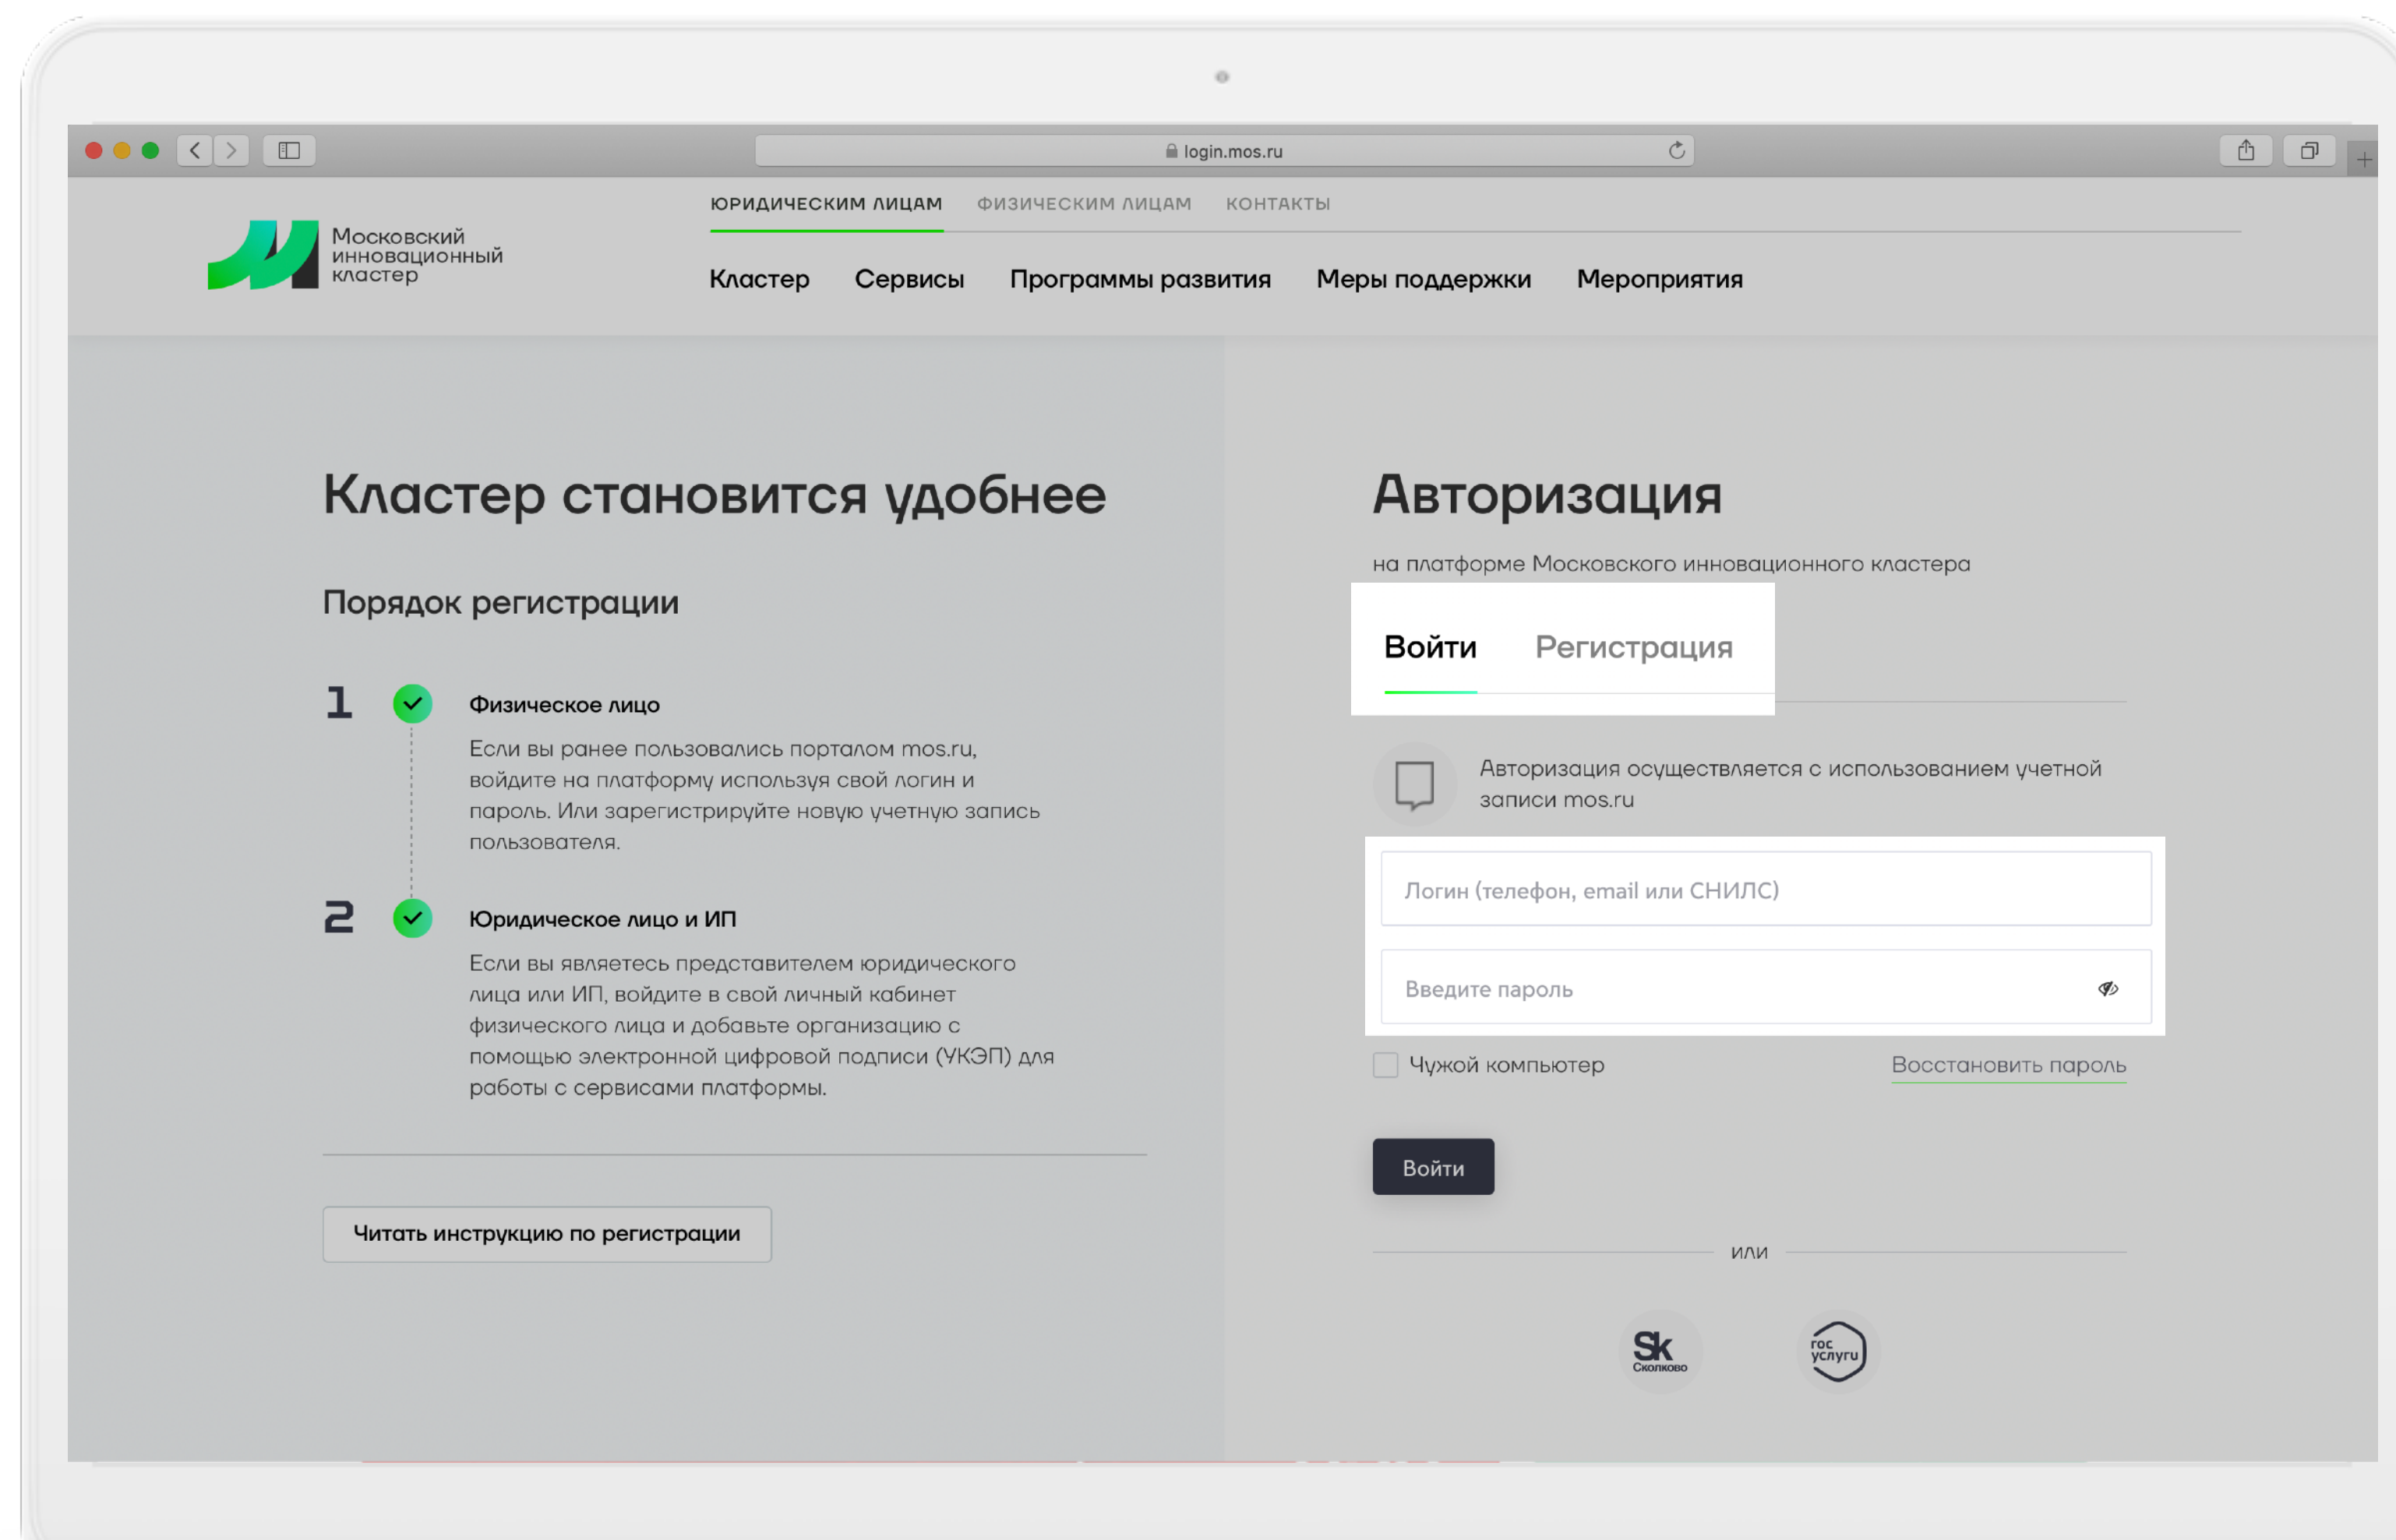 login.mos.ru
ЮРИДИЧЕСКИМ ЛИЦАМ ФИЗИЧЕСКИМ ЛИЦАМ КОНТАКТЫ
Московский
инновационный
кластер
Кластер Сервисы Программы развития Меры поддержки Мероприятия
Кластер становится удобнее
Порядок регистрации
1 Физическое лицо
Если вы ранее пользовались порталом mos.ru,
войдите на платформу используя свой логин и
пароль. Или зарегистрируйте новую учетную запись
пользователя.
2 Юридическое лицо и ИП
Если вы являетесь представителем юридического
лица или ИП, войдите в свой личный кабинет
физического лица и добавьте организацию с
помощью электронной цифровой подписи (УКЭП) для
работы с сервисами платформы.
Читать инструкцию по регистрации
Авторизация
на платформе Московского инновационного кластера
Войти Регистрация
Авторизация осуществляется с использованием учетной
записи mos.ru
Логин (телефон, email или СНИЛС)
Введите пароль
Чужой компьютер Восстановить пароль
Войти
или
Sk
Сколково
гос
услуги